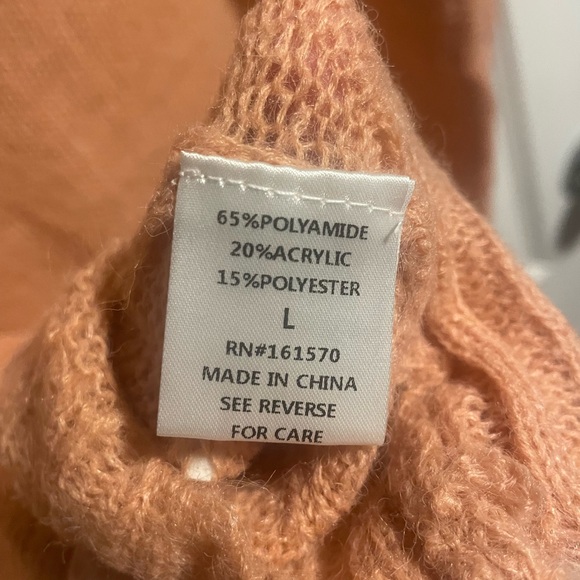 65%POLYAMIDE
20%ACRYLIC
15%POLYESTER
L
RN#161570
MADE IN CHINA
SEE REVERSE
FOR CARE